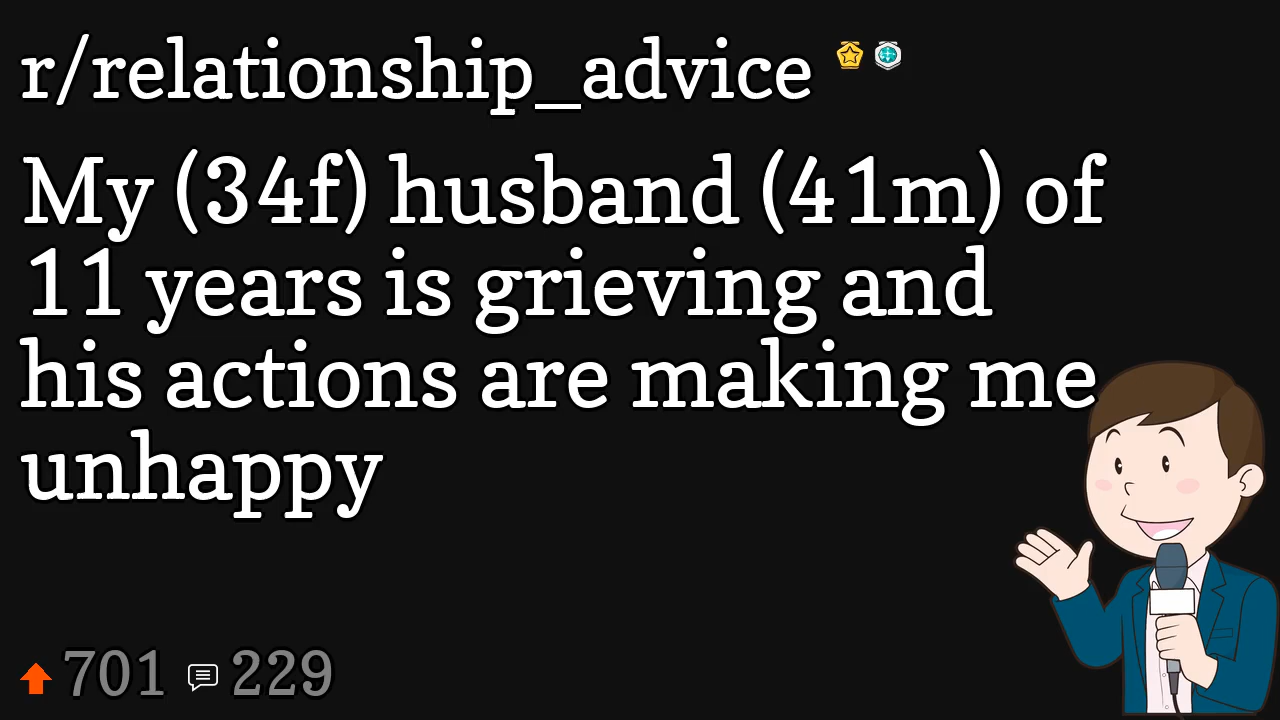 r/relationship_advice
My (34f) husband (41m) of
11 years is grieving and
his actions are making me
unhappy
701 229